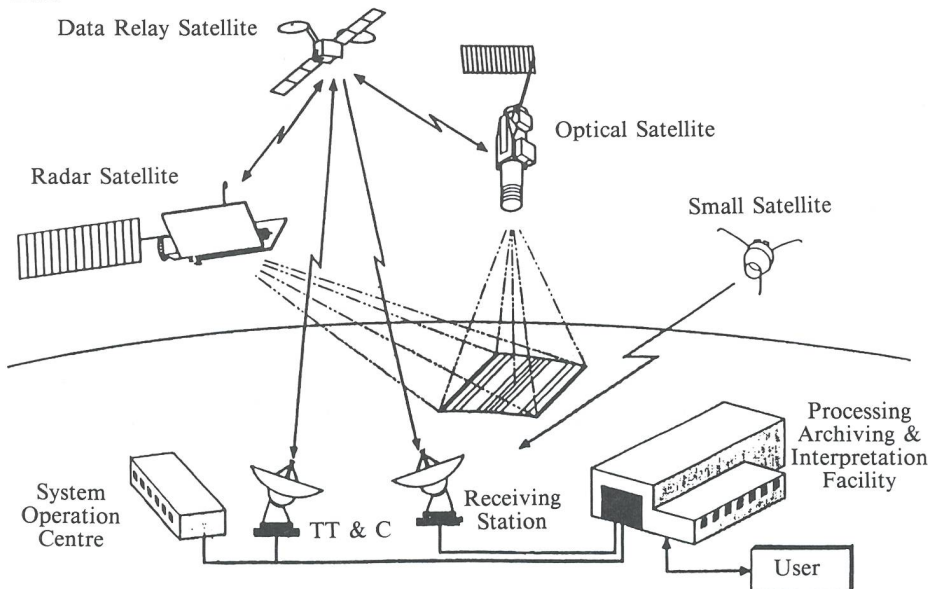 Data Relay Satellite
Optical Satellite
Radar Satellite
Small Satellite
Processing
Archiving &
Interpretation
Facility
System
Operation
Centre
TT & C
Receiving
Station
User